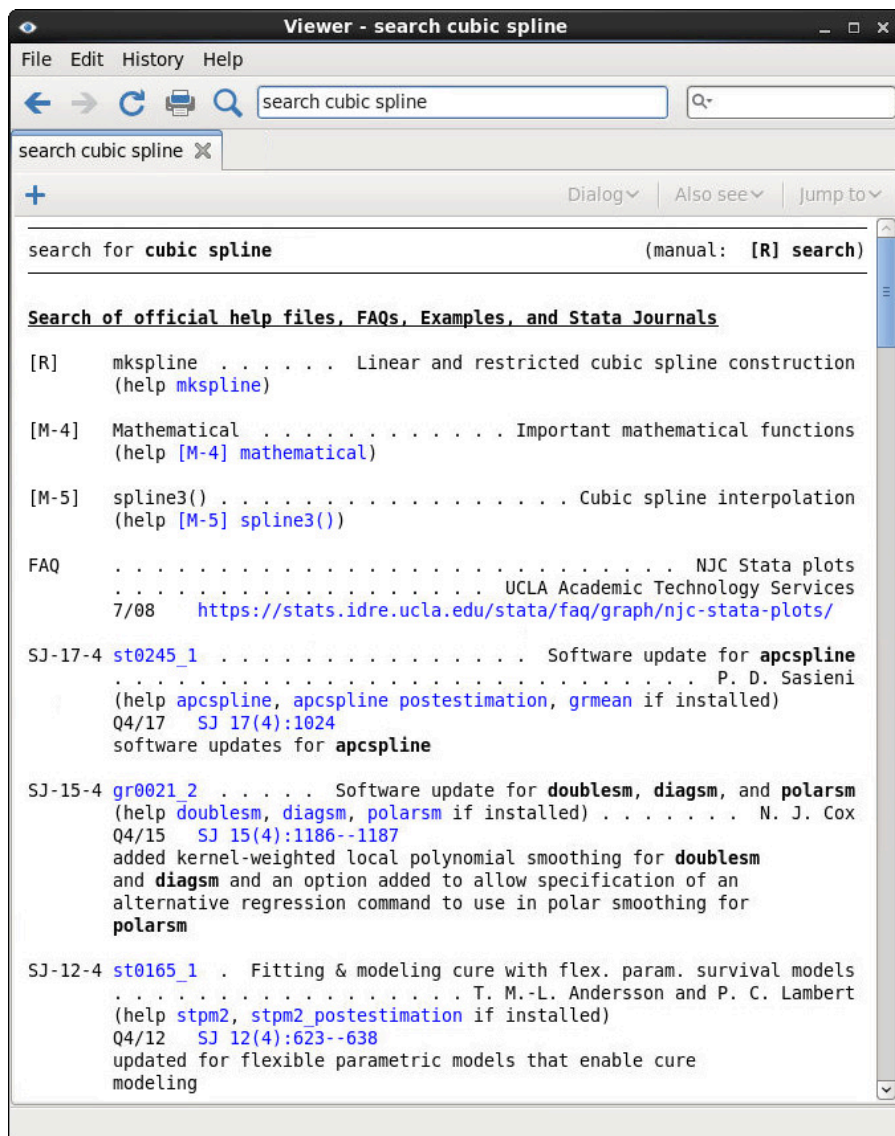 Viewer - search cubic spline
File Edit History Help
search cubic spline
search cubic spline
Dialog Also see Jump to
search for cubic spline (manual: [R] search)
Search of official help files, FAQs, Examples, and Stata Journals
[R] mkspline . . . . . . Linear and restricted cubic spline construction
(help mkspline)
[M-4] Mathematical . . . . . . . . . . . . Important mathematical functions
(help [M-4] mathematical)
[M-5] spline3() . . . . . . . . . . . . . . . . . Cubic spline interpolation
(help [M-5] spline3())
FAQ . . . . . . . . . . . . . . . . . . . . . . . . . . . NJC Stata plots
. . . . . . . . . . . . . . . . . . UCLA Academic Technology Services
7/08 https://stats.idre.ucla.edu/stata/faq/graph/njc-stata-plots/
SJ-17-4 st0245_1 . . . . . . . . . . . . . . . Software update for apcspline
. . . . . . . . . . . . . . . . . . . . . . . . . . . . P. D. Sasieni
(help apcspline, apcspline postestimation, grmean if installed)
Q4/17 SJ 17(4):1024
software updates for apcspline
SJ-15-4 gr0021_2 . . . . . Software update for doublesm, diagsm, and polarsm
(help doublesm, diagsm, polarsm if installed) . . . . . . . N. J. Cox
Q4/15 SJ 15(4):1186--1187
added kernel-weighted local polynomial smoothing for doublesm
and diagsm and an option added to allow specification of an
alternative regression command to use in polar smoothing for
polarsm
SJ-12-4 st0165_1 . Fitting & modeling cure with flex. param. survival models
. . . . . . . . . . . . . . . . . T. M.-L. Andersson and P. C. Lambert
(help stpm2, stpm2_postestimation if installed)
Q4/12 SJ 12(4):623--638
updated for flexible parametric models that enable cure
modeling